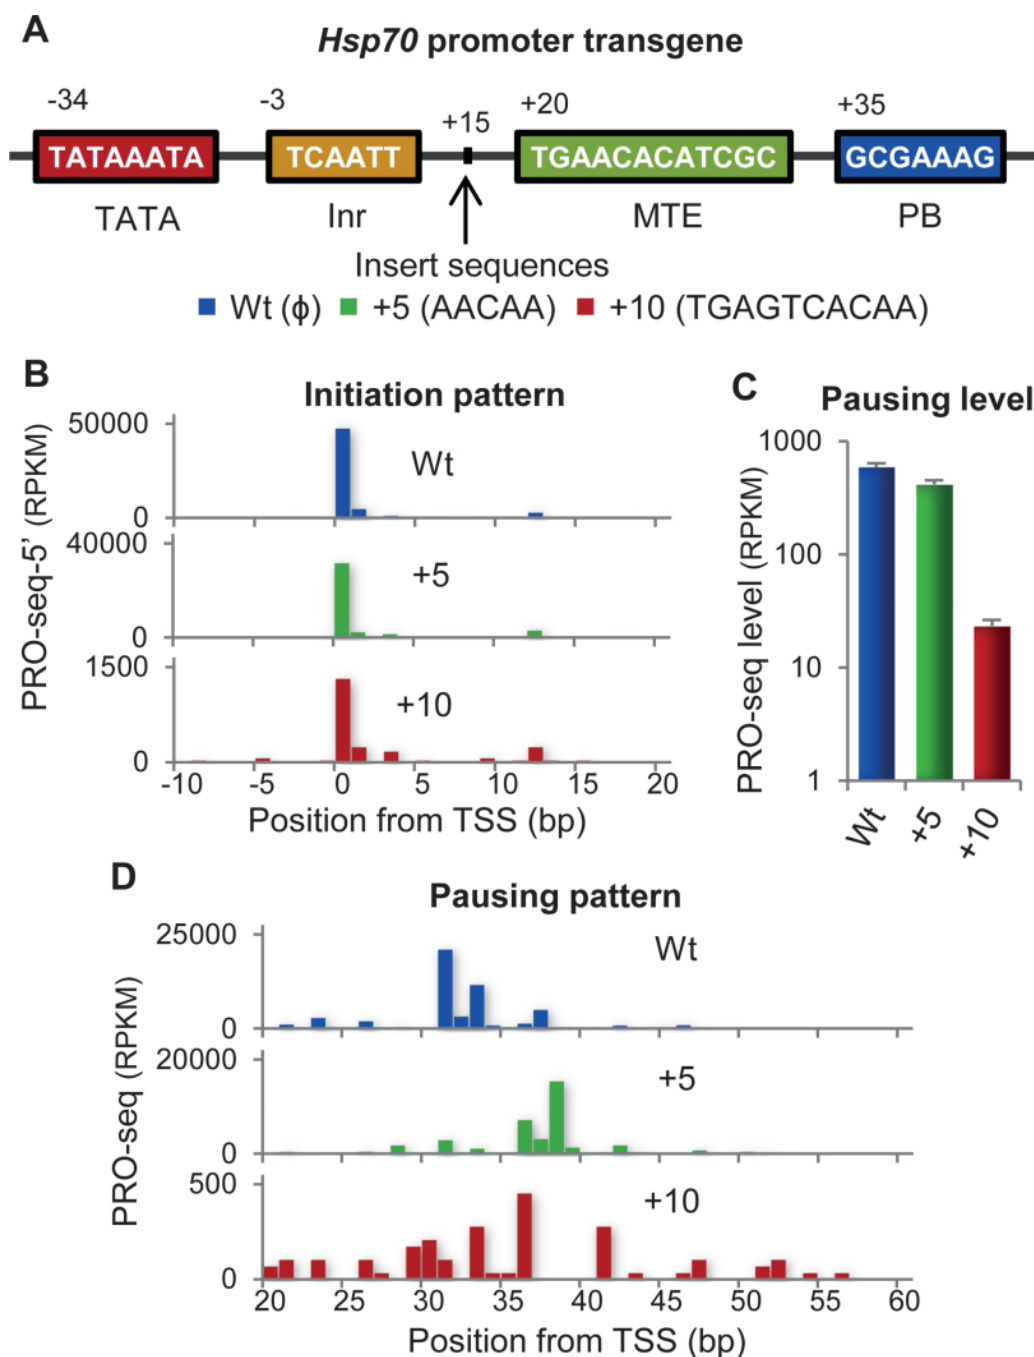 A
Hsp70 promoter transgene
-34
-3
+15
+20
+35
TATAAATA
TCAATT
TGAACACATCGC
GCGAAAG
TATA
Inr
MTE
PB
Insert sequences
Wt (ϕ) +5 (AACAA) +10 (TGAGTCACAA)
B
Initiation pattern
PRO-seq-5' (RPKM)
50000
0
Wt
40000
0
+5
1500
0
+10
-10 -5 0 5 10 15 20
Position from TSS (bp)
C
Pausing level
PRO-seq level (RPKM)
1000
100
10
1
Wt +5 +10
D
Pausing pattern
PRO-seq (RPKM)
25000
0
Wt
20000
0
+5
500
0
+10
20 25 30 35 40 45 50 55 60
Position from TSS (bp)